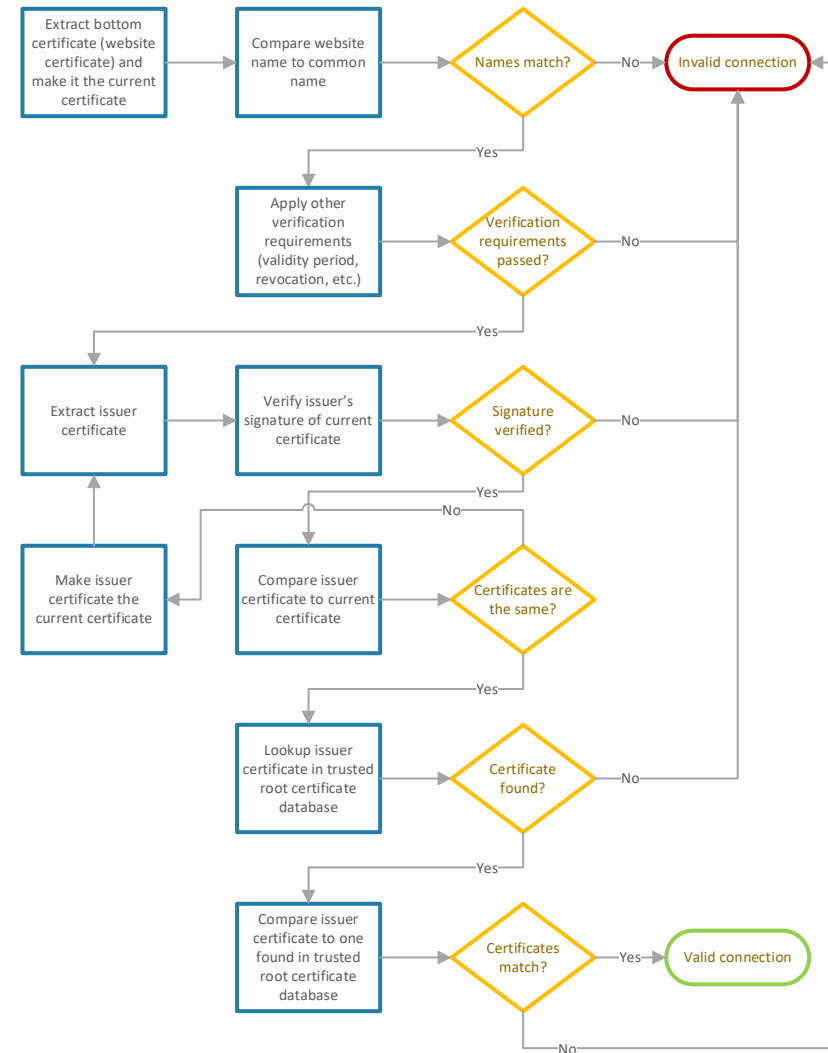 Extract bottom
certificate (website
certificate) and
make it the current
certificate
Compare website
name to common
name
Names match?
No
Invalid connection
Yes
Apply other
verification
requirements
(validity period,
revocation, etc.)
Verification
requirements
passed?
No
Yes
Extract issuer
certificate
Verify issuer’s
signature of current
certificate
Signature
verified?
No
Yes
No
Make issuer
certificate the
current certificate
Compare issuer
certificate to current
certificate
Certificates are
the same?
Yes
Lookup issuer
certificate in trusted
root certificate
database
Certificate
found?
No
Yes
Compare issuer
certificate to one
found in trusted
root certificate
database
Certificates
match?
Yes
Valid connection
No